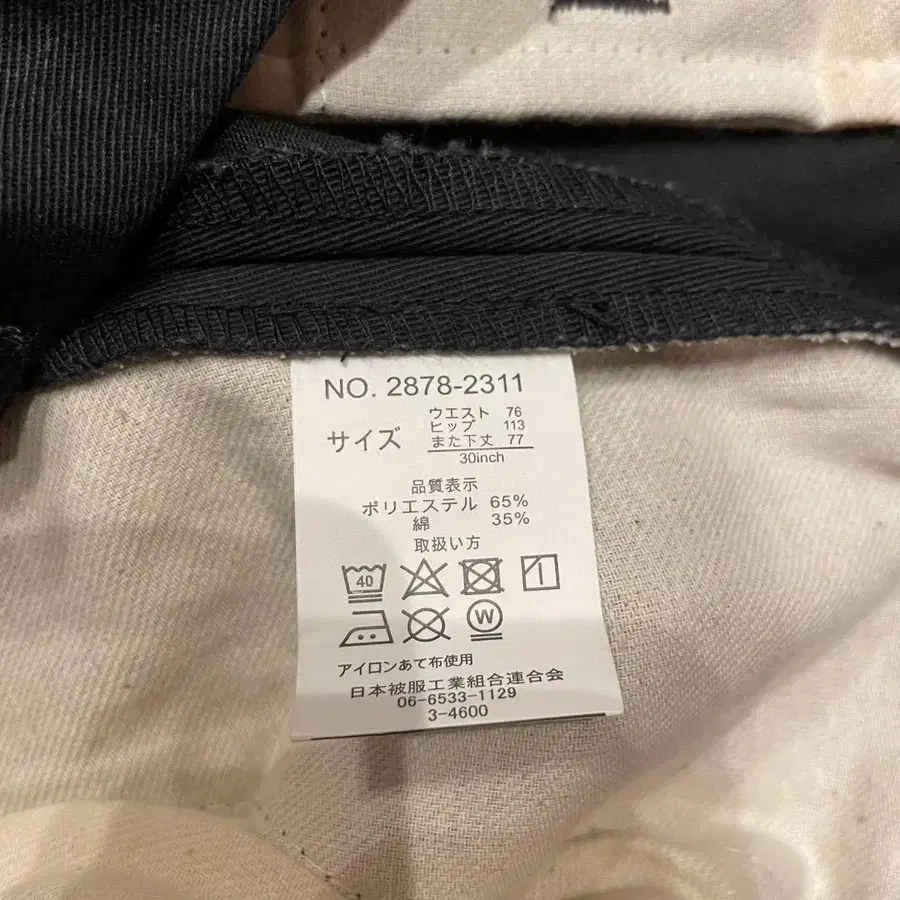 NO. 2878-2311
サイズ
ウエスト 76
ヒップ 113
また下丈 77
30inch
品質表示
ポリエステル 65%
綿 35%
取扱い方
40
W
アイロンあて布使用
日本被服工業組合連合会
06-6533-1129
3-4600